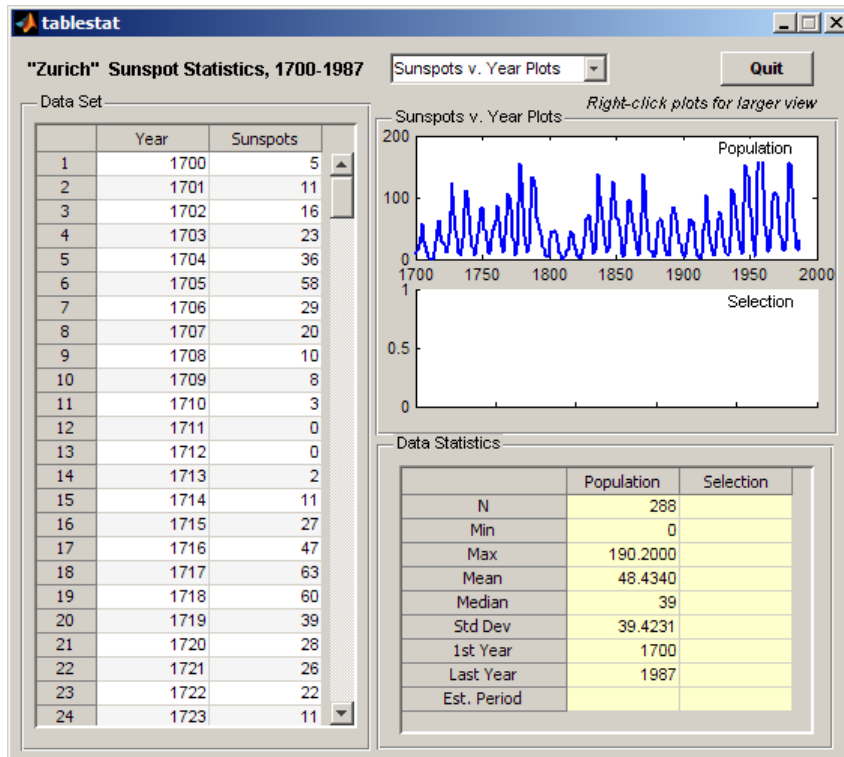 tablestat
"Zurich" Sunspot Statistics, 1700-1987
Sunspots v. Year Plots
Quit
Right-click plots for larger view
Data Set
Year Sunspots
1 1700 5
2 1701 11
3 1702 16
4 1703 23
5 1704 36
6 1705 58
7 1706 29
8 1707 20
9 1708 10
10 1709 8
11 1710 3
12 1711 0
13 1712 0
14 1713 2
15 1714 11
16 1715 27
17 1716 47
18 1717 63
19 1718 60
20 1719 39
21 1720 28
22 1721 26
23 1722 22
24 1723 11
Sunspots v. Year Plots
Population
200
100
0
1700 1750 1800 1850 1900 1950 2000
Selection
1
0.5
0
Data Statistics
Population Selection
N 288
Min 0
Max 190.2000
Mean 48.4340
Median 39
Std Dev 39.4231
1st Year 1700
Last Year 1987
Est. Period